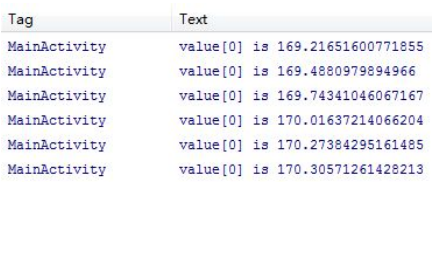 Tag Text
MainActivity value[0] is 169.21651600771855
MainActivity value[0] is 169.4880979894966
MainActivity value[0] is 169.74341046067167
MainActivity value[0] is 170.01637214066204
MainActivity value[0] is 170.27384295161485
MainActivity value[0] is 170.30571261428213